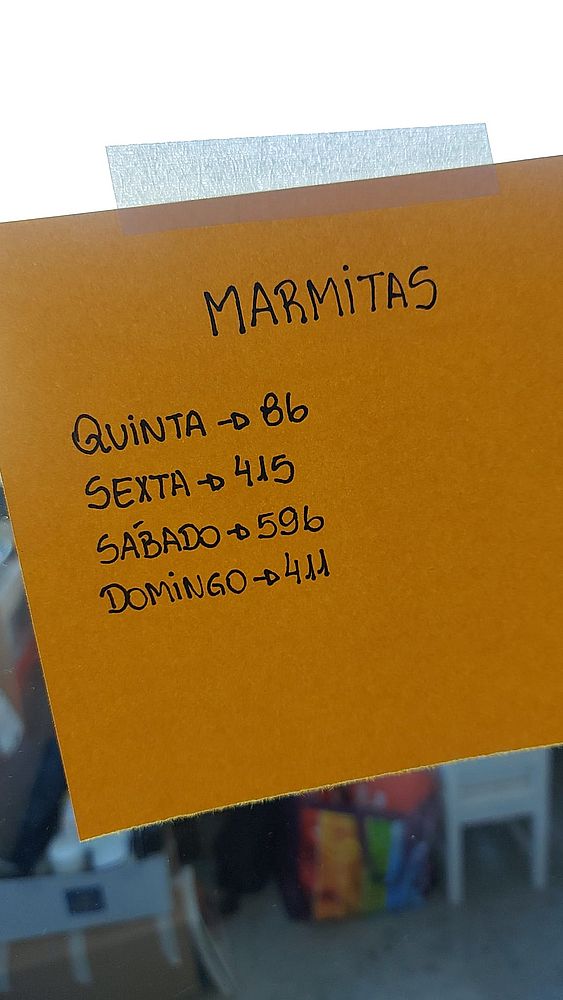 MARMITAS
QUINTA → 86
SEXTA → 415
SÁBADO → 596
DOMINGO → 411